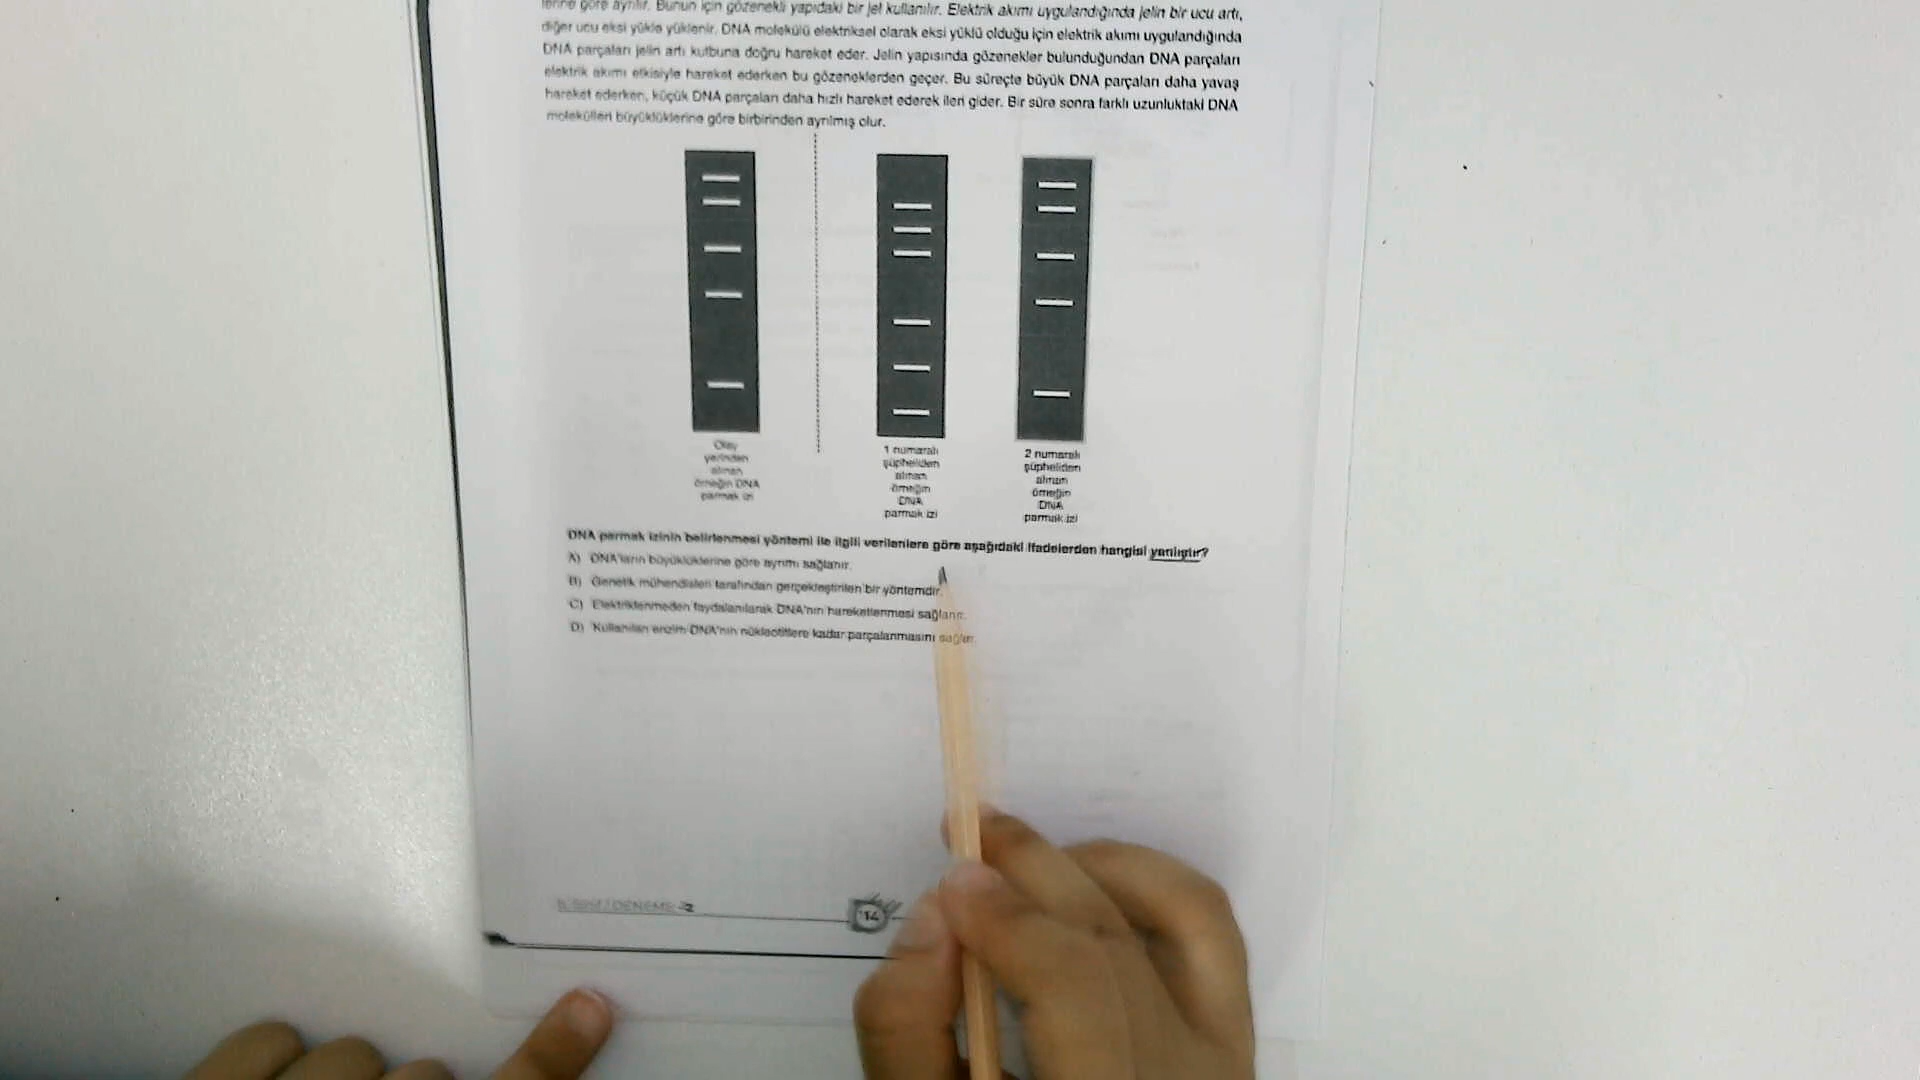 lerine göre ayrılır. Bunun için gözenekli yapıdaki bir jel kullanılır. Elektrik akımı uygulandığında jelin bir ucu artı,
diğer ucu eksi yükle yüklenir. DNA molekülü elektriksel olarak eksi yüklü olduğu için elektrik akımı uygulandığında
DNA parçaları jelin artı kutbuna doğru hareket eder. Jelin yapısında gözenekler bulunduğundan DNA parçaları
elektrik akımı etkisiyle hareket ederken bu gözeneklerden geçer. Bu süreçte büyük DNA parçaları daha yavaş
hareket ederken, küçük DNA parçaları daha hızlı hareket ederek ileri gider. Bir süre sonra farklı uzunluktaki DNA
molekülleri büyüklüklerine göre birbirinden ayrılmış olur.
Olay
yerinden
alınan
örneğin DNA
parmak izi
1 numaralı
şüpheliden
alınan
örneğin
DNA
parmak izi
2 numaralı
şüpheliden
alınan
örneğin
DNA
parmak izi
DNA parmak izinin belirlenmesi yöntemi ile ilgili verilenlere göre aşağıdaki ifadelerden hangisi yanlıştır?
A) DNA'ların büyüklüklerine göre ayrımı sağlanır.
B) Genetik mühendisleri tarafından gerçekleştirilen bir yöntemdir.
C) Elektriklenmeden faydalanılarak DNA'nın hareketlenmesi sağlanır.
D) Kullanılan enzim DNA'nın nükleotitlere kadar parçalanmasını sağlar.
8. SINIF / DENEME-2
14